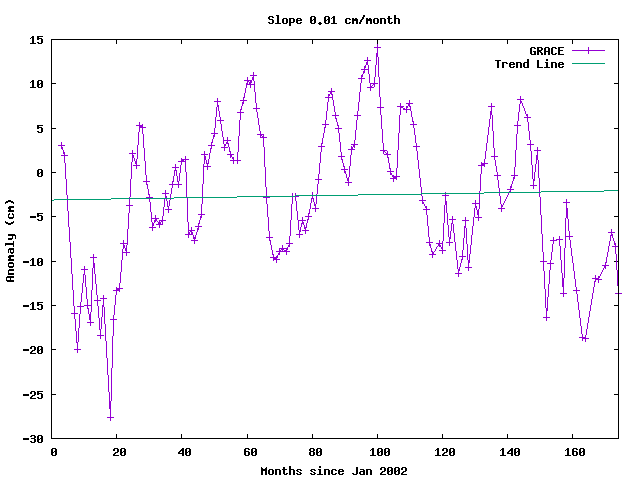 Slope 0.01 cm/month
15
10
5
0
-5
-10
-15
-20
-25
-30
Anomaly (cm)
GRACE
Trend Line
0 20 40 60 80 100 120 140 160
Months since Jan 2002